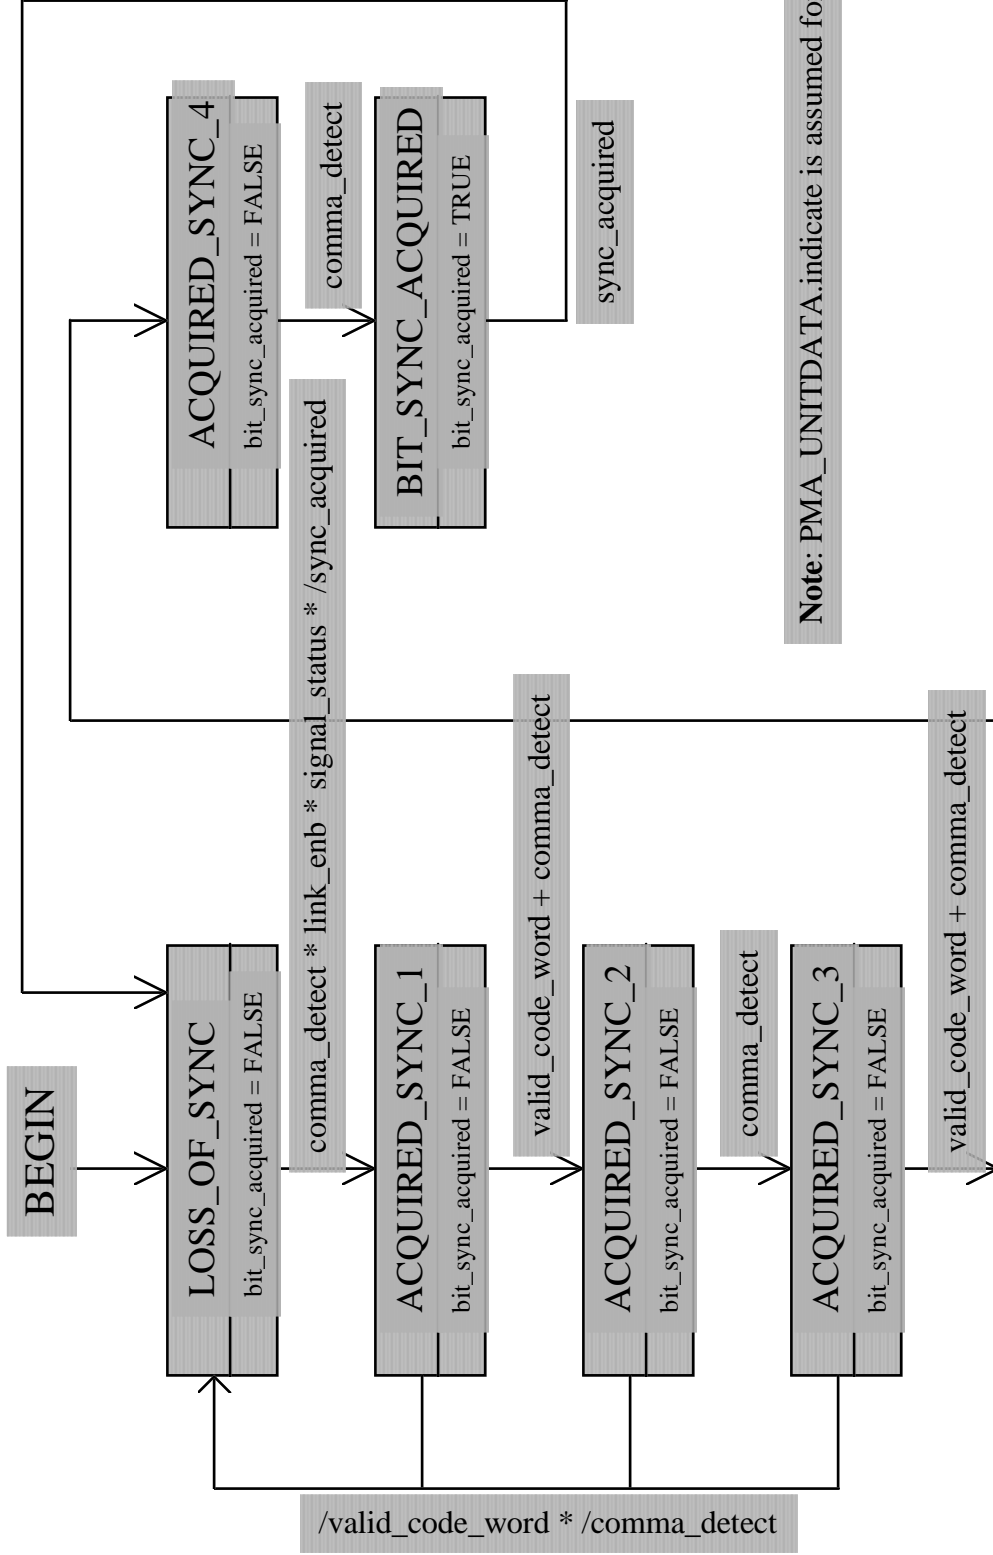 BEGIN
LOSS_OF_SYNC
bit_sync_acquired = FALSE
comma_detect * link_enb * signal_status * /sync_acquired
ACQUIRED_SYNC_1
bit_sync_acquired = FALSE
valid_code_word + comma_detect
ACQUIRED_SYNC_2
bit_sync_acquired = FALSE
comma_detect
ACQUIRED_SYNC_3
bit_sync_acquired = FALSE
valid_code_word + comma_detect
/valid_code_word * /comma_detect
ACQUIRED_SYNC_4
bit_sync_acquired = FALSE
comma_detect
BIT_SYNC_ACQUIRED
bit_sync_acquired = TRUE
sync_acquired
Note: PMA_UNITDATA.indicate is assumed fo